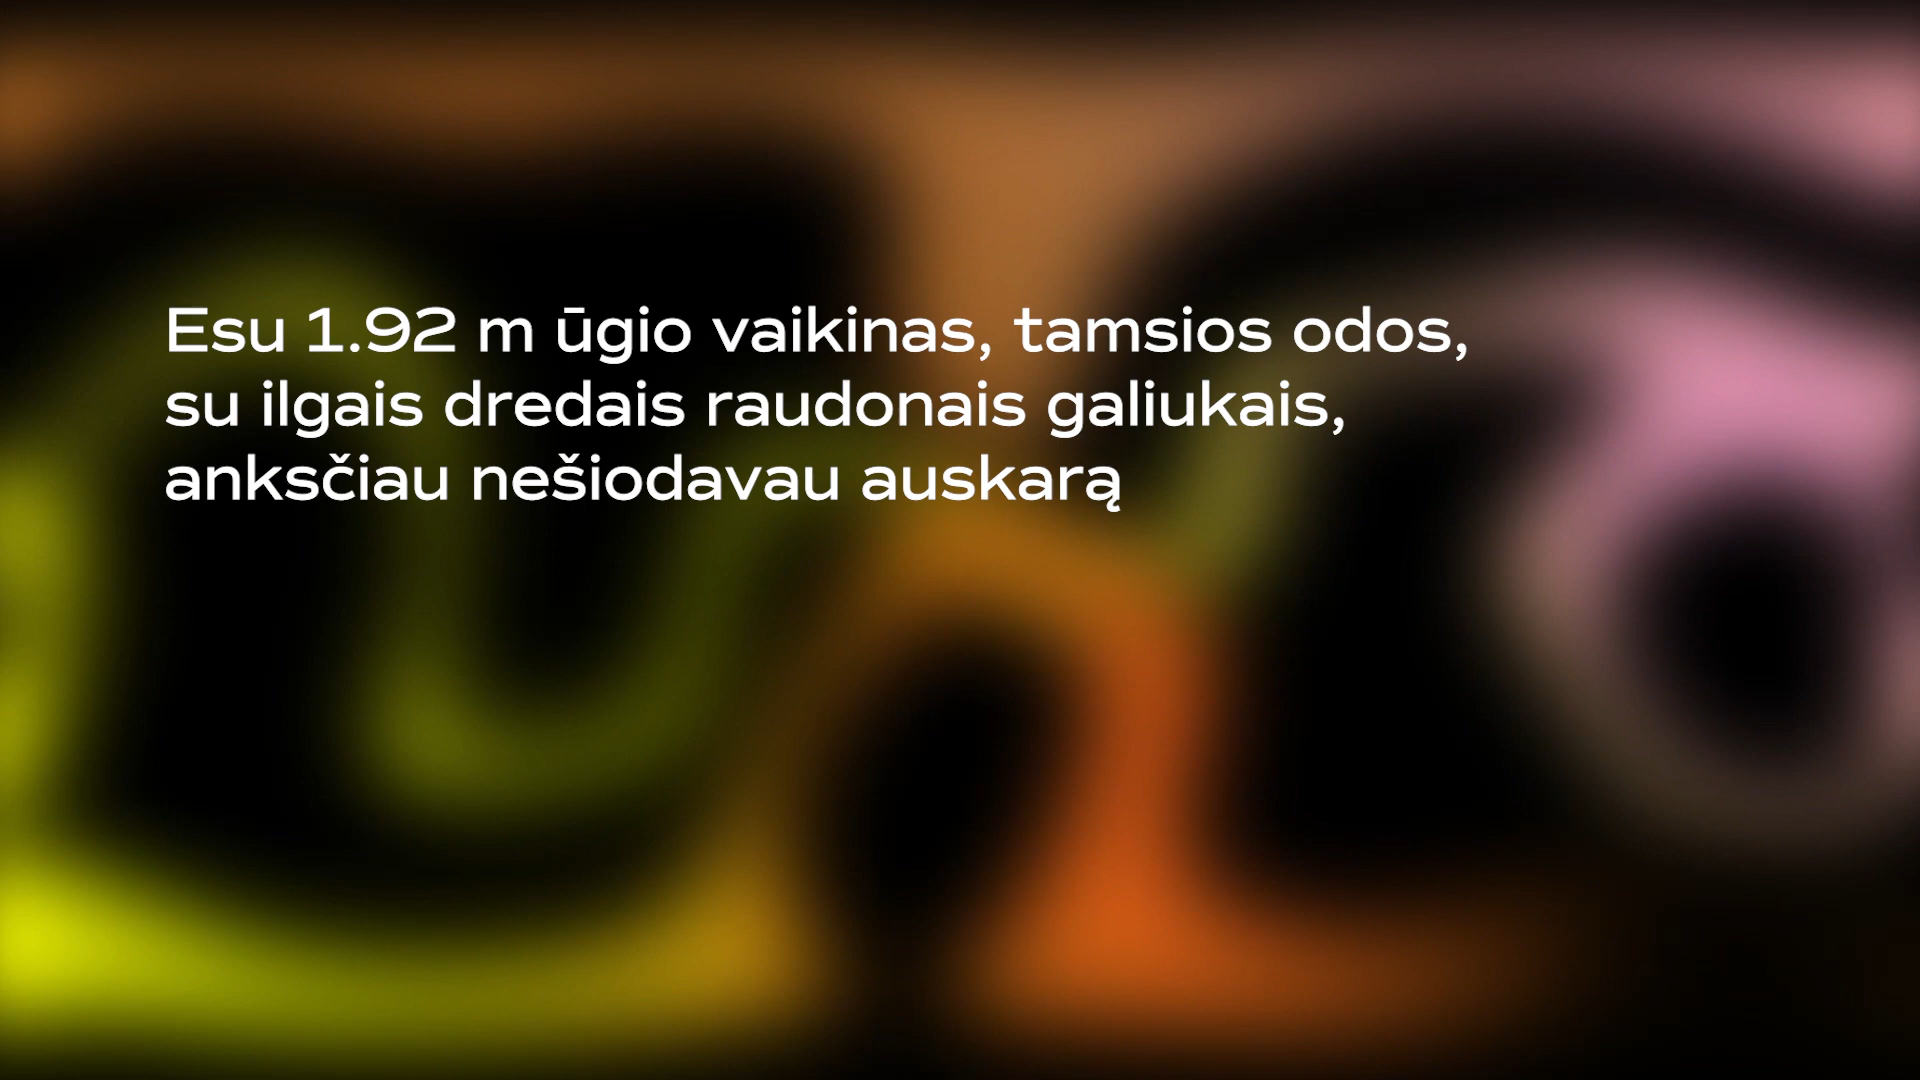 Esu 1.92 m ūgio vaikinas, tamsios odos,
su ilgais dredais raudonais galiukais,
anksčiau nešiodavau auskarą